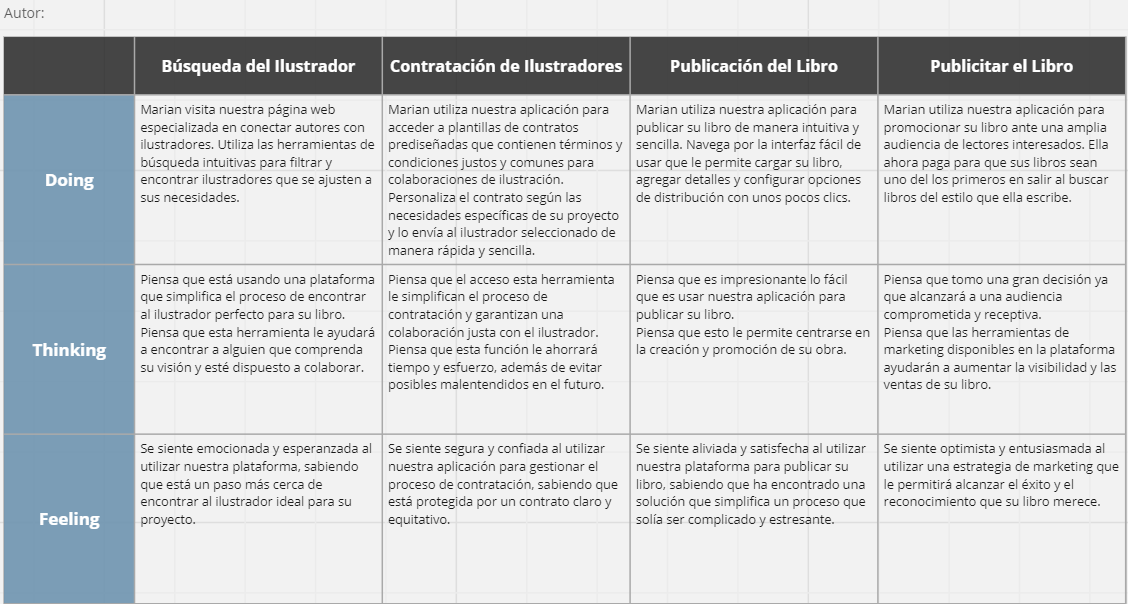 Autor:
Búsqueda del Ilustrador
Contratación de Ilustradores
Publicación del Libro
Publicitar el Libro
Doing
Marian visita nuestra página web
especializada en conectar autores con
ilustradores. Utiliza las herramientas de
búsqueda intuitivas para filtrar y
encontrar ilustradores que se ajusten a
sus necesidades.
Marian utiliza nuestra aplicación para
acceder a plantillas de contratos
prediseñadas que contienen términos y
condiciones justos y comunes para
colaboraciones de ilustración.
Personaliza el contrato según las
necesidades específicas de su proyecto
y lo envía al ilustrador seleccionado de
manera rápida y sencilla.
Marian utiliza nuestra aplicación para
publicar su libro de manera intuitiva y
sencilla. Navega por la interfaz fácil de
usar que le permite cargar su libro,
agregar detalles y configurar opciones
de distribución con unos pocos clics.
Marian utiliza nuestra aplicación para
promocionar su libro ante una amplia
audiencia de lectores interesados. Ella
ahora paga para que sus libros sean
uno del los primeros en salir al buscar
libros del estilo que ella escribe.
Thinking
Piensa que está usando una plataforma
que simplifica el proceso de encontrar
al ilustrador perfecto para su libro.
Piensa que esta herramienta le ayudará
a encontrar a alguien que comprenda
su visión y esté dispuesto a colaborar.
Piensa que el acceso esta herramienta
le simplifican el proceso de
contratación y garantizan una
colaboración justa con el ilustrador.
Piensa que esta función le ahorrará
tiempo y esfuerzo, además de evitar
posibles malentendidos en el futuro.
Piensa que es impresionante lo fácil
que es usar nuestra aplicación para
publicar su libro.
Piensa que esto le permite centrarse en
la creación y promoción de su obra.
Piensa que tomo una gran decisión ya
que alcanzará a una audiencia
comprometida y receptiva.
Piensa que las herramientas de
marketing disponibles en la plataforma
ayudarán a aumentar la visibilidad y las
ventas de su libro.
Feeling
Se siente emocionada y esperanzada al
utilizar nuestra plataforma, sabiendo
que está un paso más cerca de
encontrar al ilustrador ideal para su
proyecto.
Se siente segura y confiada al utilizar
nuestra aplicación para gestionar el
proceso de contratación, sabiendo que
está protegida por un contrato claro y
equitativo.
Se siente aliviada y satisfecha al utilizar
nuestra plataforma para publicar su
libro, sabiendo que ha encontrado una
solución que simplifica un proceso que
solía ser complicado y estresante.
Se siente optimista y entusiasmada al
utilizar una estrategia de marketing que
le permitirá alcanzar el éxito y el
reconocimiento que su libro merece.